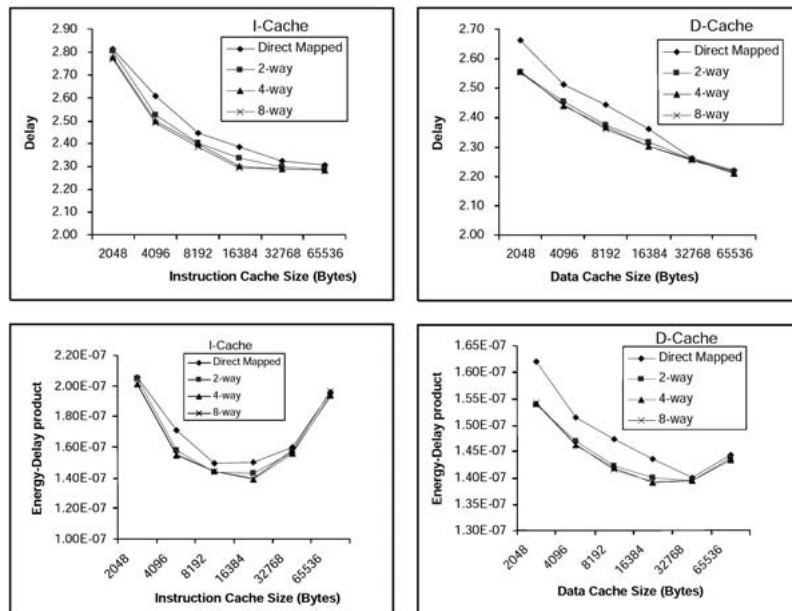 I-Cache
2.90
2.80
2.70
2.60
2.50
2.40
2.30
2.20
2.10
2.00
Delay
Direct Mapped
2-way
4-way
8-way
2048 4096 8192 16384 32768 65536
Instruction Cache Size (Bytes)
D-Cache
2.70
2.60
2.50
2.40
2.30
2.20
2.10
2.00
Delay
Direct Mapped
2-way
4-way
8-way
2048 4096 8192 16384 32768 65536
Data Cache Size (Bytes)
I-Cache
2.20E-07
2.00E-07
1.80E-07
1.60E-07
1.40E-07
1.20E-07
1.00E-07
Energy-Delay product
Direct Mapped
2-way
4-way
8-way
2048 4096 8192 16384 32768 65536
Instruction Cache Size (Bytes)
D-Cache
1.65E-07
1.60E-07
1.55E-07
1.50E-07
1.45E-07
1.40E-07
1.35E-07
1.30E-07
Energy-Delay product
Direct Mapped
2-way
4-way
8-way
2048 4096 8192 16384 32768 65536
Data Cache Size (Bytes)